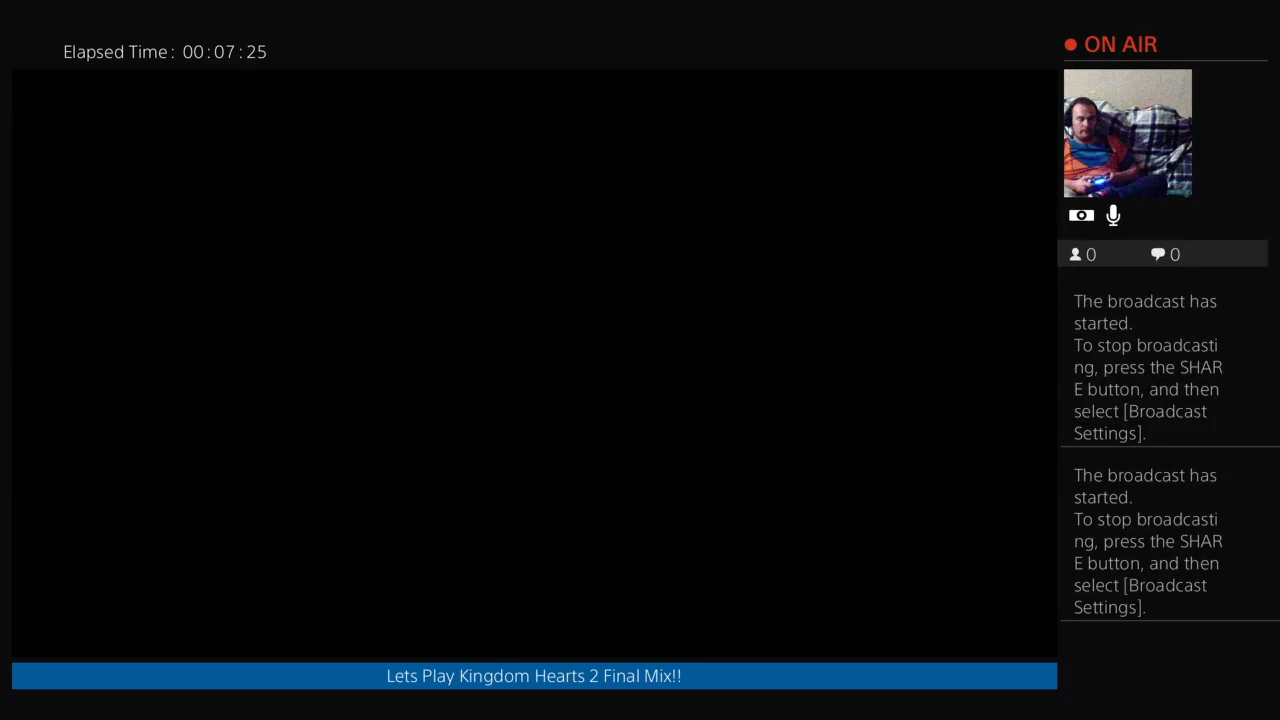 Elapsed Time: 00:07:25
ON AIR
0 0
The broadcast has
started.
To stop broadcasti
ng, press the SHAR
E button, and then
select [Broadcast
Settings].
The broadcast has
started.
To stop broadcasti
ng, press the SHAR
E button, and then
select [Broadcast
Settings].
Lets Play Kingdom Hearts 2 Final Mix!!